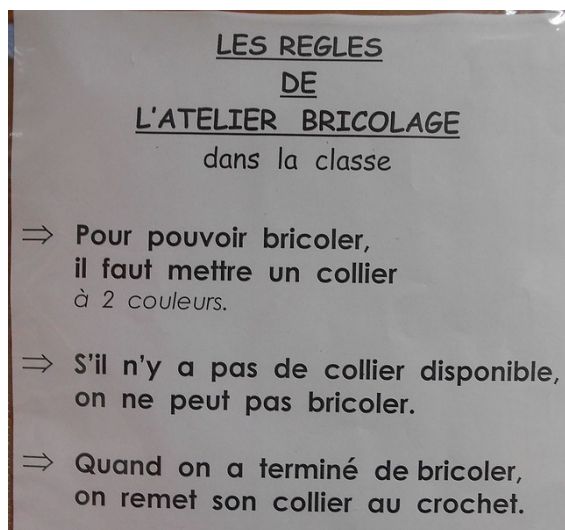 LES REGLES
DE
L'ATELIER BRICOLAGE
dans la classe
⇒ Pour pouvoir bricoler,
il faut mettre un collier
à 2 couleurs.
⇒ S'il n'y a pas de collier disponible,
on ne peut pas bricoler.
⇒ Quand on a terminé de bricoler,
on remet son collier au crochet.